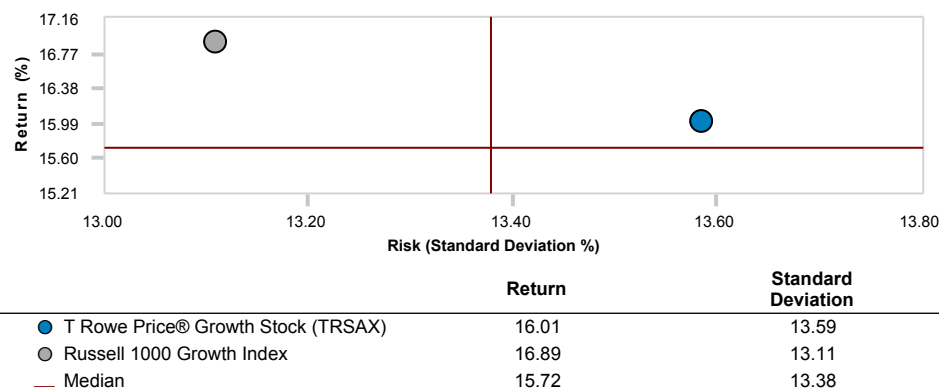 17.16
16.77
16.38
15.99
15.60
15.21
Return (%)
13.00 13.20 13.40 13.60 13.80
Risk (Standard Deviation %)
Return Standard Deviation
T Rowe Price® Growth Stock (TRSAX) 16.01 13.59
Russell 1000 Growth Index 16.89 13.11
Median 15.72 13.38